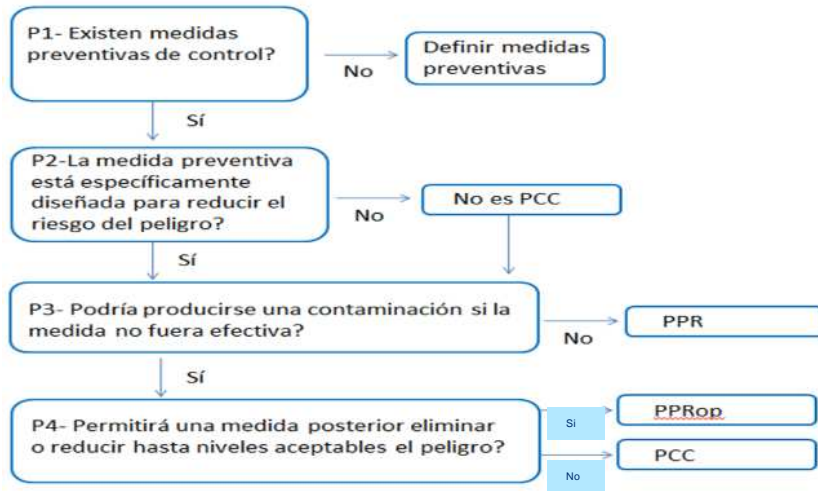 P1- Existen medidas
preventivas de control?
No
Definir medidas
preventivas
Sí
P2-La medida preventiva
está específicamente
diseñada para reducir el
riesgo del peligro?
No
No es PCC
Sí
P3- Podría producirse una contaminación si la
medida no fuera efectiva?
No
PPR
Sí
P4- Permitirá una medida posterior eliminar
o reducir hasta niveles aceptables el peligro?
Si
PPRop
No
PCC